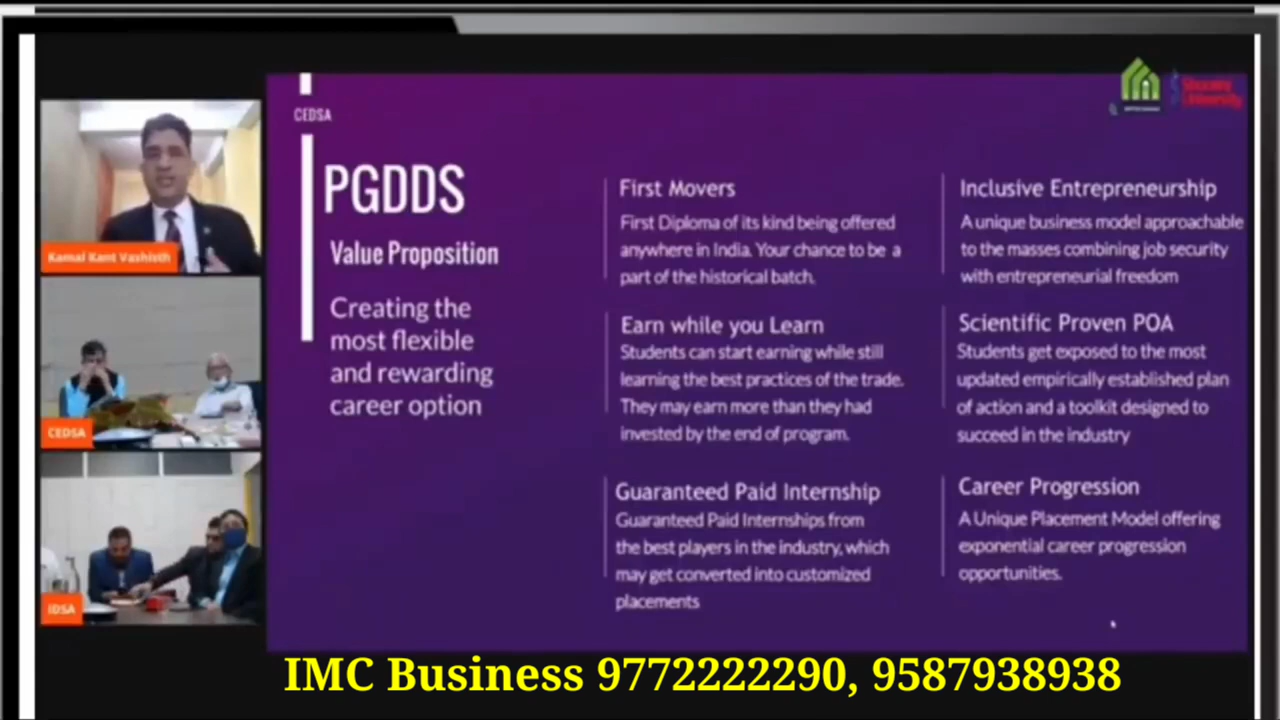 CEDSA
PGDDS
Value Proposition
Creating the
most flexible
and rewarding
career option
First Movers
First Diploma of its kind being offered
anywhere in India. Your chance to be a
part of the historical batch.
Earn while you Learn
Students can start earning while still
learning the best practices of the trade.
They may earn more than they had
invested by the end of program.
Guaranteed Paid Internship
Guaranteed Paid Internships from
the best players in the industry, which
may get converted into customized
placements
Inclusive Entrepreneurship
A unique business model approachable
to the masses combining job security
with entrepreneurial freedom
Scientific Proven POA
Students get exposed to the most
updated empirically established plan
of action and a toolkit designed to
succeed in the industry
Career Progression
A Unique Placement Model offering
exponential career progression
opportunities.
Kamal Kant Vashisth
CEDSA
IDSA
University
IMC Business 9772222290, 9587938938